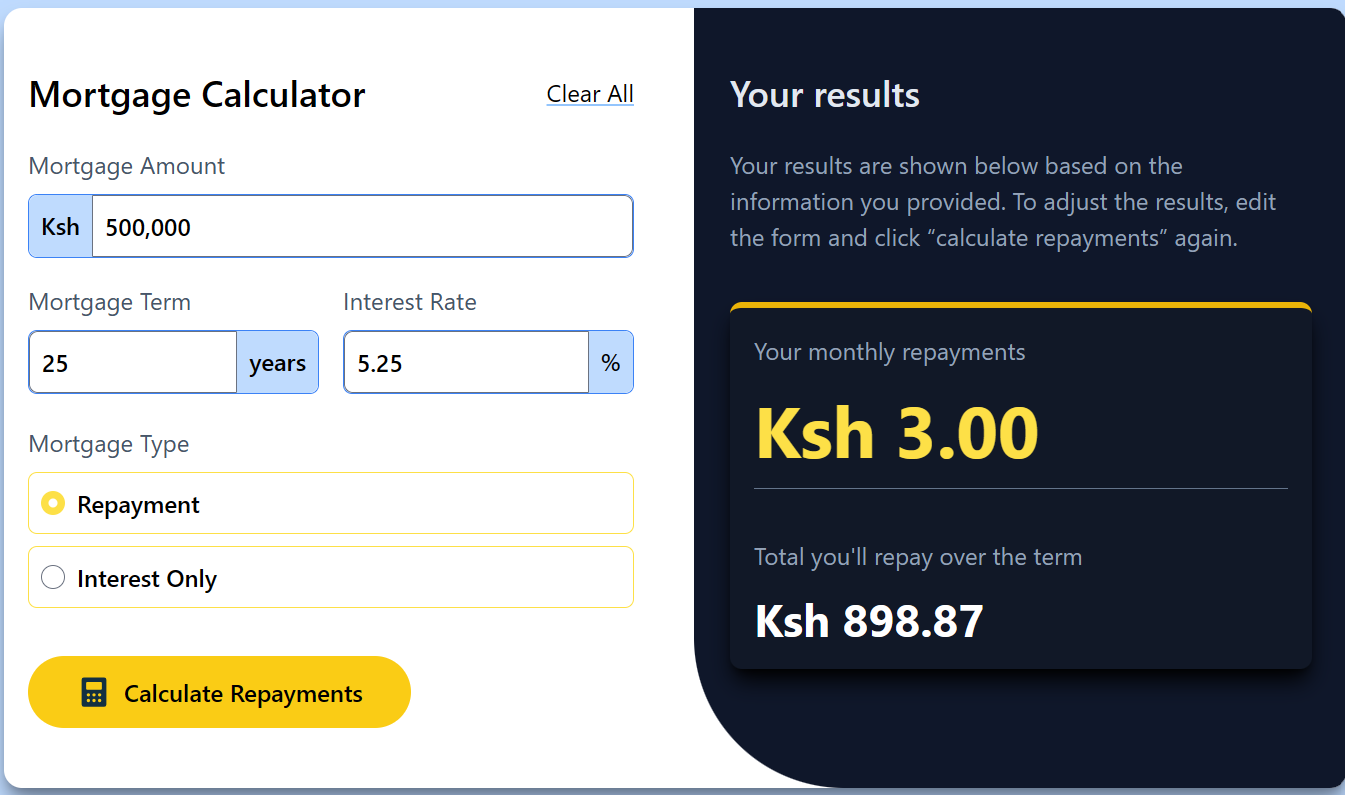 Mortgage Calculator
Clear All
Mortgage Amount
Ksh 500,000
Mortgage Term
25 years
Interest Rate
5.25 %
Mortgage Type
Repayment
Interest Only
Calculate Repayments
Your results
Your results are shown below based on the
information you provided. To adjust the results, edit
the form and click “calculate repayments” again.
Your monthly repayments
Ksh 3.00
Total you'll repay over the term
Ksh 898.87